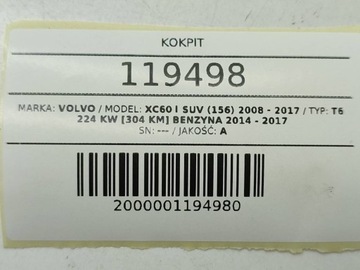 KOKPIT
119498
MARKA: VOLVO / MODEL: XC60 I SUV (156) 2008 - 2017 / TYP: T6
224 KW [304 KM] BENZYNA 2014 - 2017
SN: --- / JAKOŚĆ: A
2000001194980